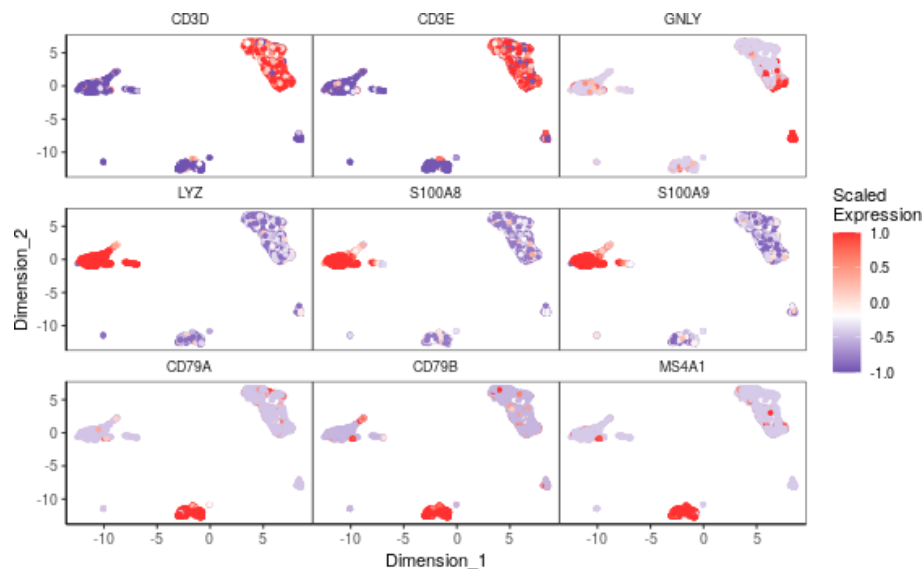 CD3D CD3E GNLY
5
0
-5
-10
LYZ S100A8 S100A9
5
0
-5
-10
CD79A CD79B MS4A1
5
0
-5
-10
-10 -5 0 5 -10 -5 0 5 -10 -5 0 5
Dimension_1
Dimension_2
Scaled
Expression
1.0
0.5
0.0
-0.5
-1.0